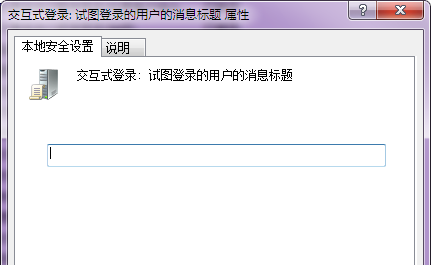 交互式登录: 试图登录的用户的消息标题 属性
本地安全设置
说明
交互式登录：试图登录的用户的消息标题